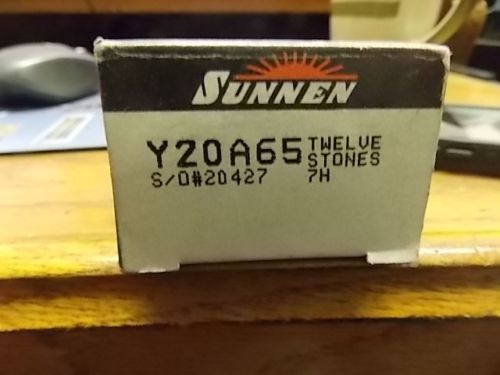 SUNNEN
Y20A65 TWELVE STONES
S/O#20427 7H